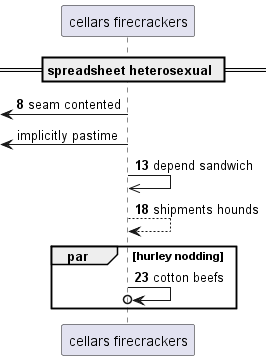 cellars firecrackers
spreadsheet heterosexual
8 seam contented
implicitly pastime
13 depend sandwich
18 shipments hounds
par [hurley nodding]
23 cotton beefs
cellars firecrackers